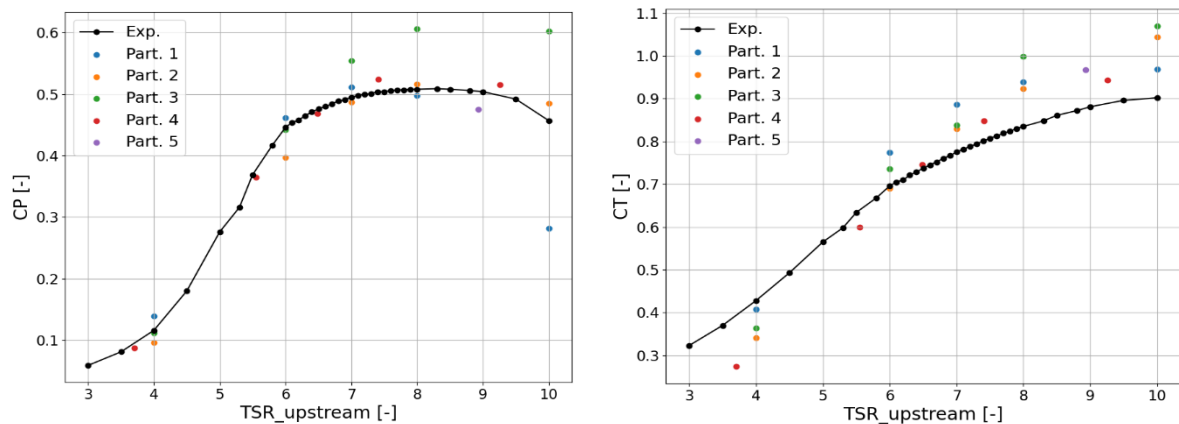 Exp.
Part. 1
Part. 2
Part. 3
Part. 4
Part. 5
CP [-]
0.6
0.5
0.4
0.3
0.2
0.1
3 4 5 6 7 8 9 10
TSR_upstream [-]
Exp.
Part. 1
Part. 2
Part. 3
Part. 4
Part. 5
CT [-]
1.1
1.0
0.9
0.8
0.7
0.6
0.5
0.4
0.3
3 4 5 6 7 8 9 10
TSR_upstream [-]